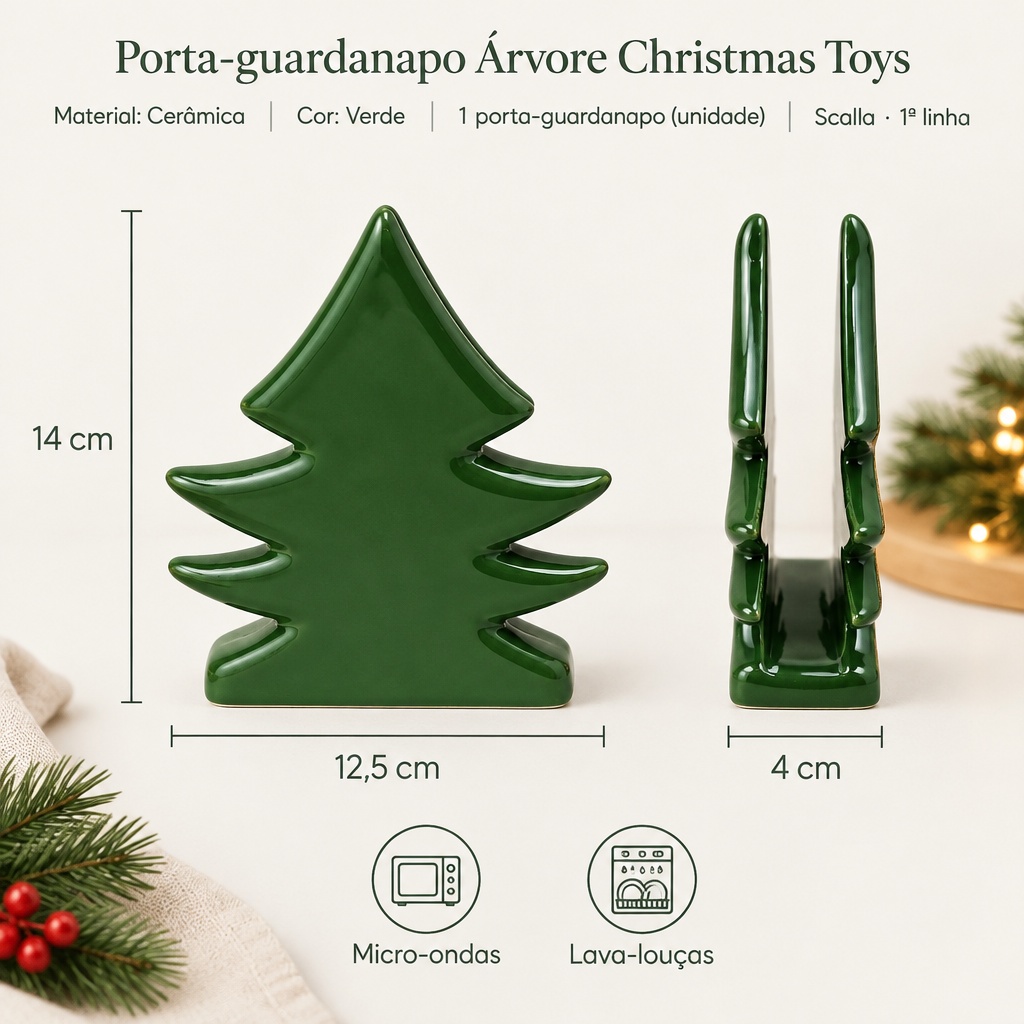 Porta-guardanapo Árvore Christmas Toys
Material: Cerâmica | Cor: Verde | 1 porta-guardanapo (unidade) | Scalla · 1ª linha
14 cm
12,5 cm
4 cm
Micro-ondas
Lava-louças